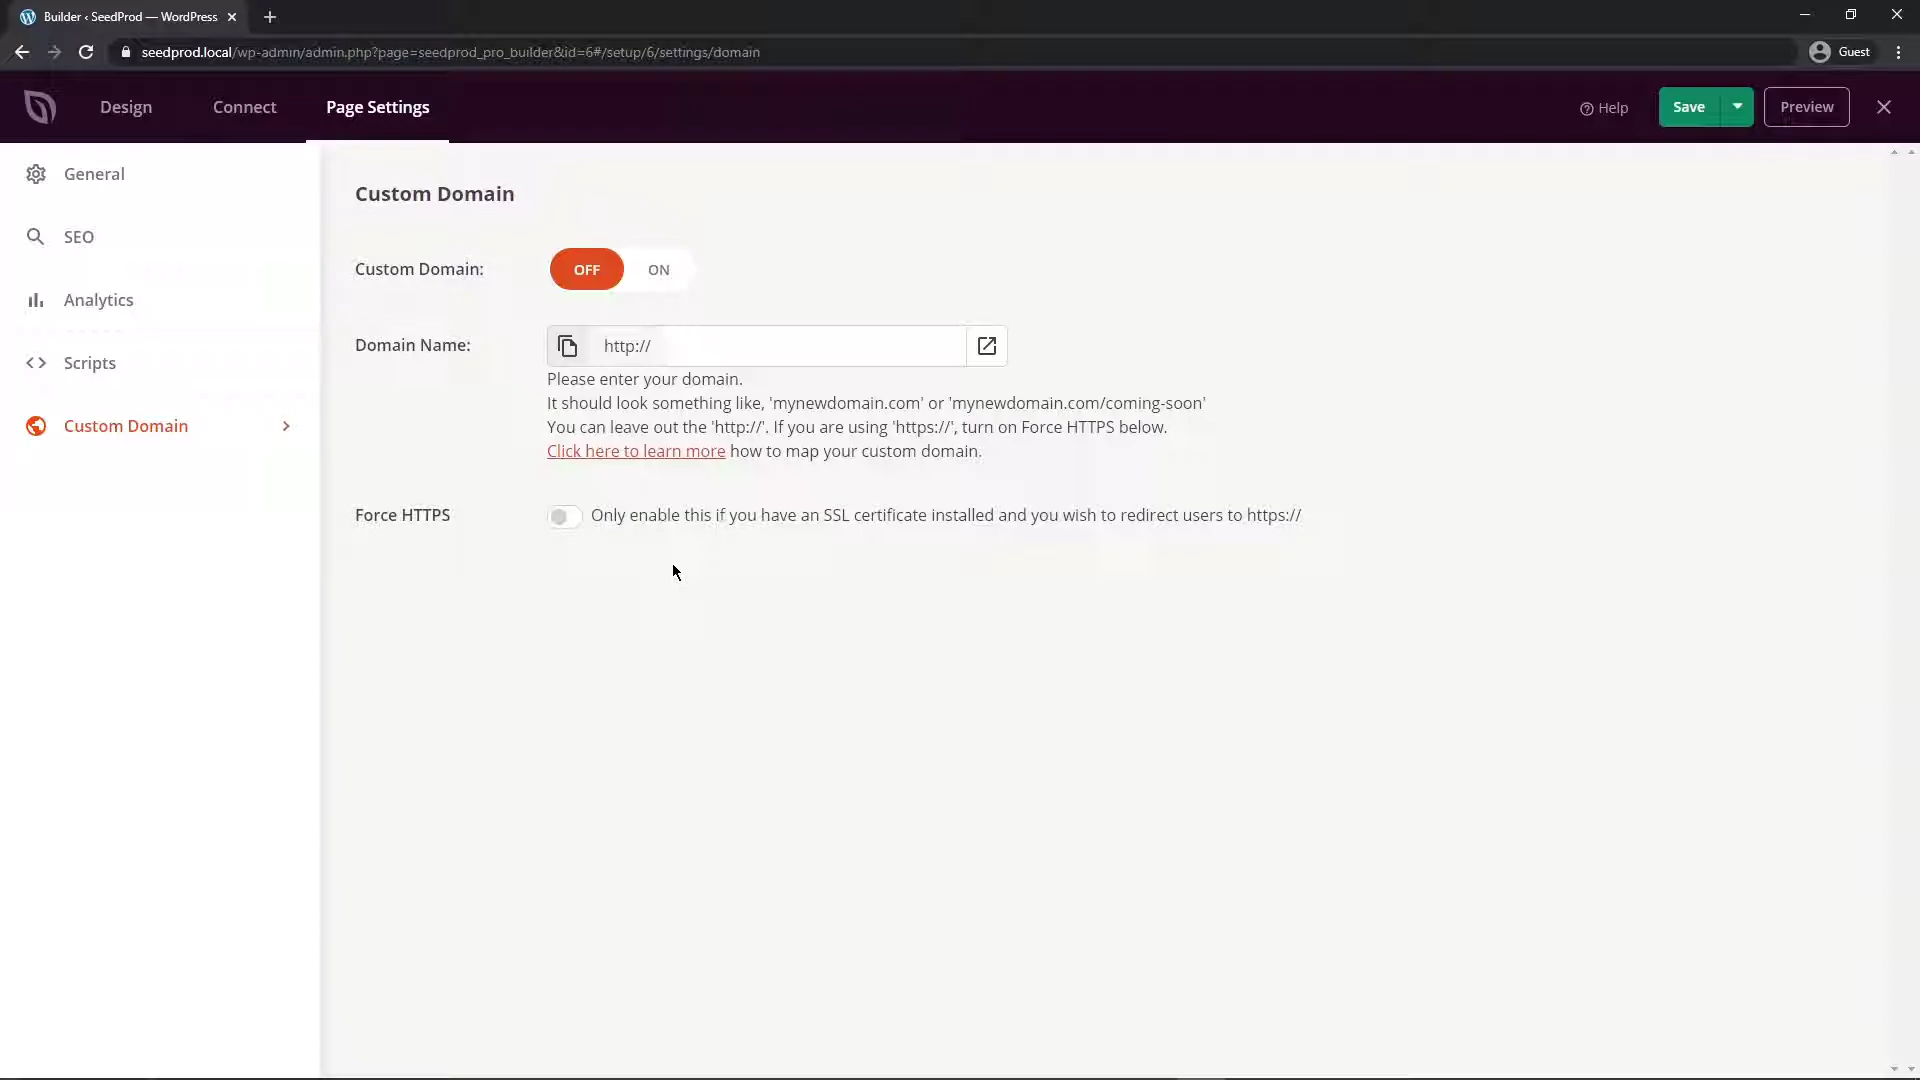 Builder ‹ SeedProd — WordPress
seedprod.local/wp-admin/admin.php?page=seedprod_pro_builder&id=6#/setup/6/settings/domain
Guest
Design
Connect
Page Settings
Help
Save
Preview
General
SEO
Analytics
Scripts
Custom Domain
Custom Domain
Custom Domain:
OFF
ON
Domain Name:
http://
Please enter your domain.
It should look something like, 'mynewdomain.com' or 'mynewdomain.com/coming-soon'
You can leave out the 'http://'. If you are using 'https://', turn on Force HTTPS below.
Click here to learn more how to map your custom domain.
Force HTTPS
Only enable this if you have an SSL certificate installed and you wish to redirect users to https://